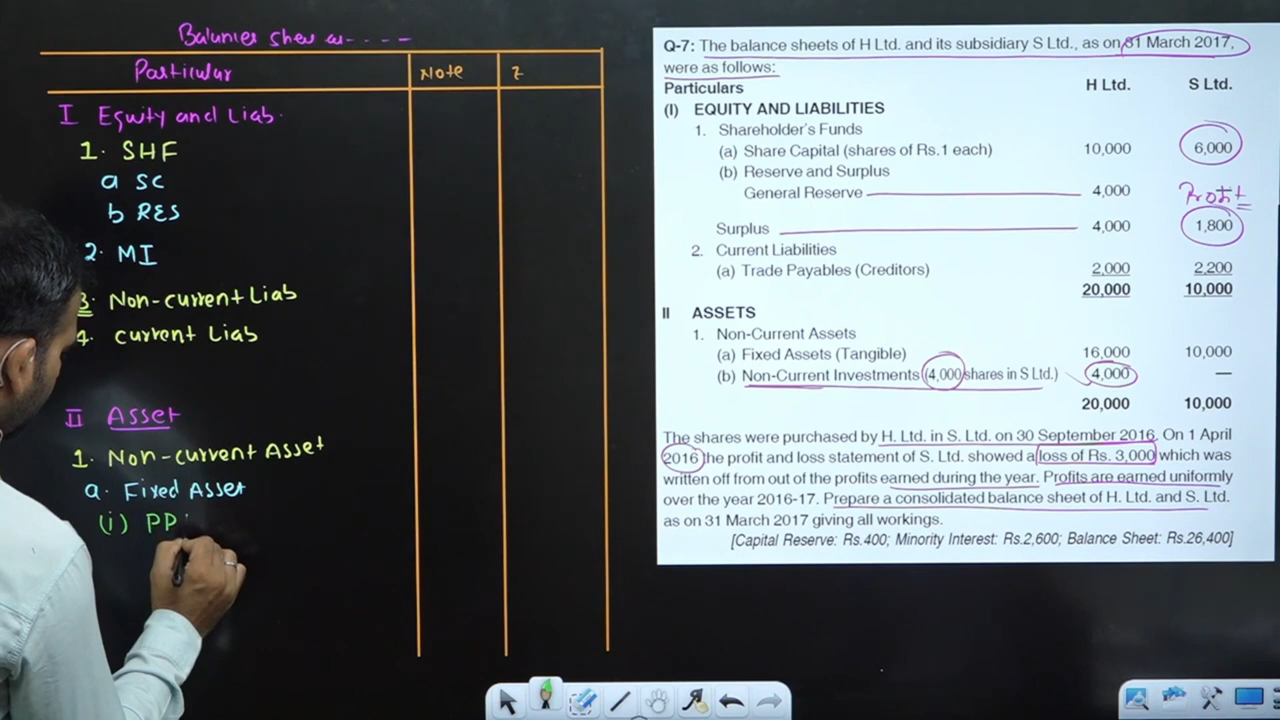 Balunies shew as-----
Particular Note ₹
I Equity and Liab.
1. SHF
a SC
b RES
2. MI
3. Non-current Liab
4. current Liab
II Asset
1. Non-current Asset
a. Fixed Asset
(i) PP
Q-7: The balance sheets of H Ltd. and its subsidiary S Ltd., as on 31 March 2017,
were as follows:
Particulars H Ltd. S Ltd.
(I) EQUITY AND LIABILITIES
1. Shareholder's Funds
(a) Share Capital (shares of Rs.1 each) 10,000 6,000
(b) Reserve and Surplus
General Reserve 4,000
Profit
Surplus 4,000 1,800
2. Current Liabilities
(a) Trade Payables (Creditors) 2,000 2,200
20,000 10,000
II ASSETS
1. Non-Current Assets
(a) Fixed Assets (Tangible) 16,000 10,000
(b) Non-Current Investments (4,000 shares in S Ltd.) 4,000 —
20,000 10,000
The shares were purchased by H. Ltd. in S. Ltd. on 30 September 2016. On 1 April
2016 the profit and loss statement of S. Ltd. showed a loss of Rs. 3,000 which was
written off from out of the profits earned during the year. Profits are earned uniformly
over the year 2016-17. Prepare a consolidated balance sheet of H. Ltd. and S. Ltd.
as on 31 March 2017 giving all workings.
[Capital Reserve: Rs.400; Minority Interest: Rs.2,600; Balance Sheet: Rs.26,400]